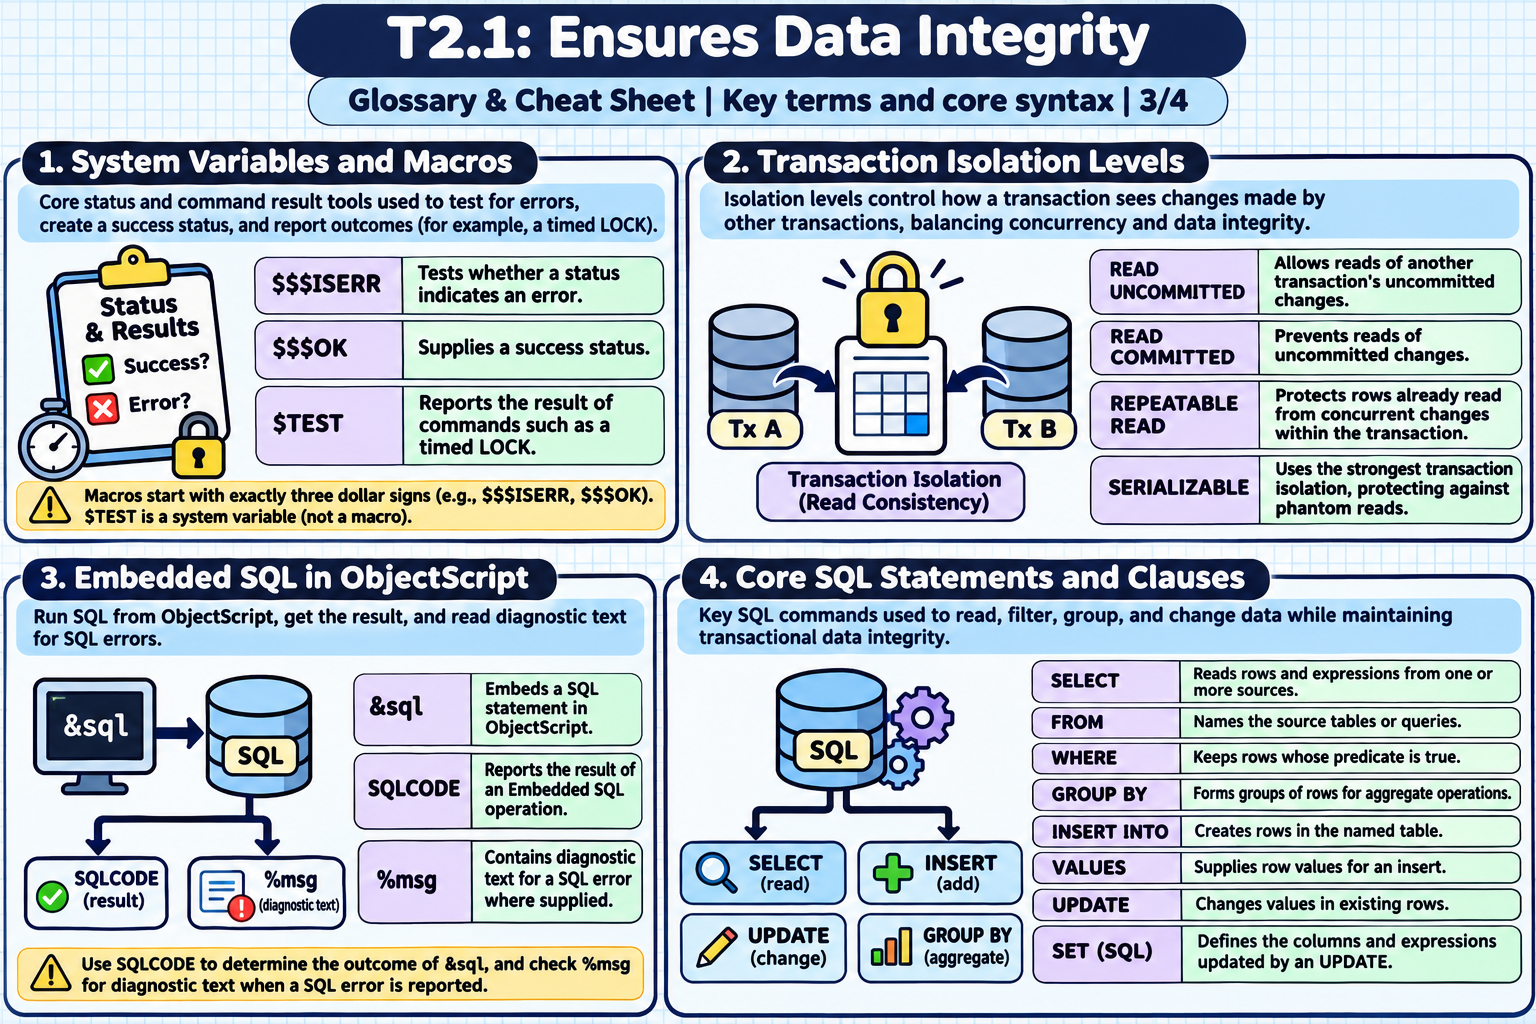 T2.1: Ensures Data Integrity
Glossary & Cheat Sheet | Key terms and core syntax | 3/4
1. System Variables and Macros
Core status and command result tools used to test for errors,
create a success status, and report outcomes (for example, a timed LOCK).
Status
& Results
Success?
Error?
$$$ISERR
Tests whether a status
indicates an error.
$$$OK
Supplies a success status.
$TEST
Reports the result of
commands such as a
timed LOCK.
Macros start with exactly three dollar signs (e.g., $$$ISERR, $$$OK).
$TEST is a system variable (not a macro).
2. Transaction Isolation Levels
Isolation levels control how a transaction sees changes made by
other transactions, balancing concurrency and data integrity.
Tx A
Tx B
Transaction Isolation
(Read Consistency)
READ
UNCOMMITTED
Allows reads of another
transaction's uncommitted
changes.
READ
COMMITTED
Prevents reads of
uncommitted changes.
REPEATABLE
READ
Protects rows already read
from concurrent changes
within the transaction.
SERIALIZABLE
Uses the strongest transaction
isolation, protecting against
phantom reads.
3. Embedded SQL in ObjectScript
Run SQL from ObjectScript, get the result, and read diagnostic text
for SQL errors.
&sql
SQL
SQLCODE
(result)
%msg
(diagnostic text)
&sql
Embeds a SQL
statement in
ObjectScript.
SQLCODE
Reports the result of
an Embedded SQL
operation.
%msg
Contains diagnostic
text for a SQL error
where supplied.
Use SQLCODE to determine the outcome of &sql, and check %msg
for diagnostic text when a SQL error is reported.
4. Core SQL Statements and Clauses
Key SQL commands used to read, filter, group, and change data while maintaining
transactional data integrity.
SQL
SELECT
(read)
INSERT
(add)
UPDATE
(change)
GROUP BY
(aggregate)
SELECT
Reads rows and expressions from one or
more sources.
FROM
Names the source tables or queries.
WHERE
Keeps rows whose predicate is true.
GROUP BY
Forms groups of rows for aggregate operations.
INSERT INTO
Creates rows in the named table.
VALUES
Supplies row values for an insert.
UPDATE
Changes values in existing rows.
SET (SQL)
Defines the columns and expressions
updated by an UPDATE.